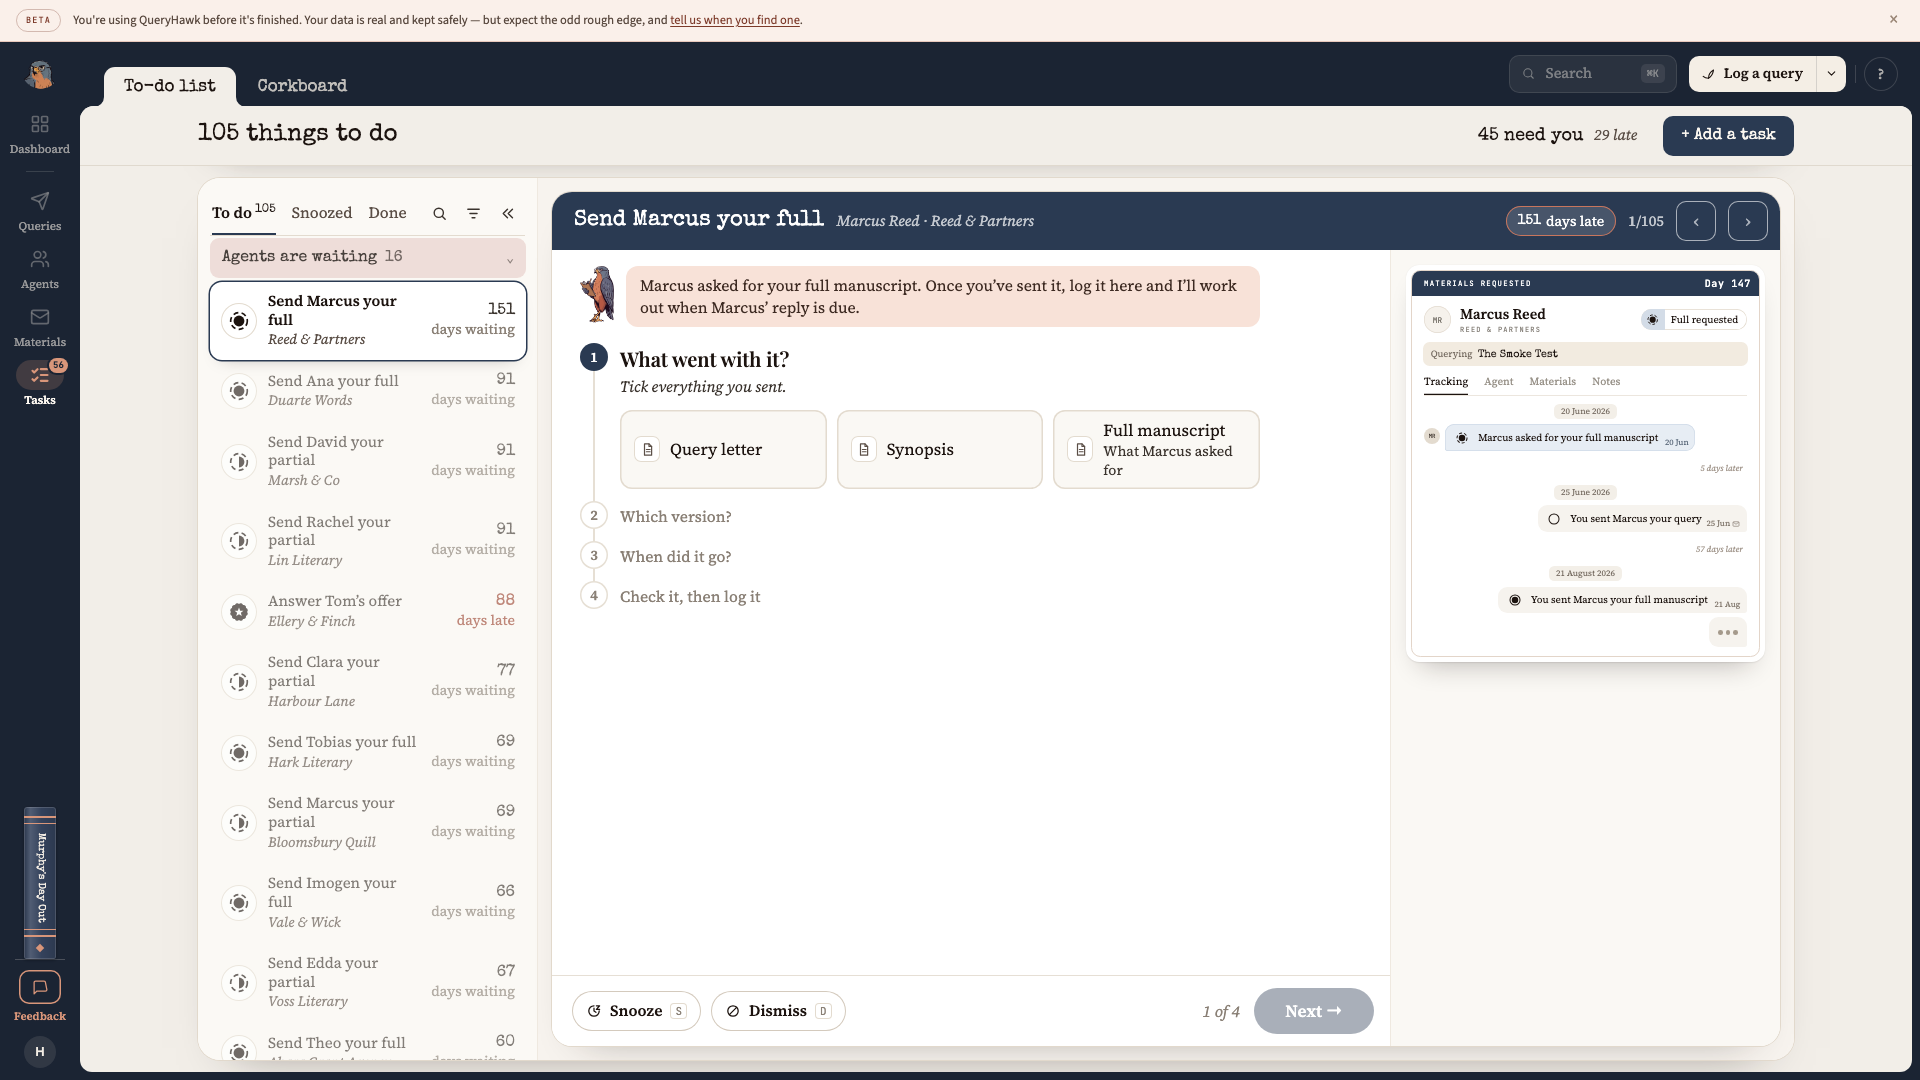 BETA
You're using QueryHawk before it's finished. Your data is real and kept safely — but expect the odd rough edge, and tell us when you find one.
×
To-do list
Corkboard
Search
⌘K
Log a query
?
Dashboard
Queries
Agents
Materials
56
Tasks
Murphy's Day Out
Feedback
H
105 things to do
45 need you
29 late
+ Add a task
To do 105
Snoozed
Done
Agents are waiting 16
Send Marcus your
full
Reed & Partners
151
days waiting
Send Ana your full
Duarte Words
91
days waiting
Send David your
partial
Marsh & Co
91
days waiting
Send Rachel your
partial
Lin Literary
91
days waiting
Answer Tom's offer
Ellery & Finch
88
days late
Send Clara your
partial
Harbour Lane
77
days waiting
Send Tobias your full
Hark Literary
69
days waiting
Send Marcus your
partial
Bloomsbury Quill
69
days waiting
Send Imogen your
full
Vale & Wick
66
days waiting
Send Edda your
partial
Voss Literary
67
days waiting
Send Theo your full
60
days waiting
Send Marcus your full
Marcus Reed · Reed & Partners
151 days late
1/105
‹
›
Marcus asked for your full manuscript. Once you've sent it, log it here and I'll work
out when Marcus' reply is due.
1
What went with it?
Tick everything you sent.
Query letter
Synopsis
Full manuscript
What Marcus asked
for
2
Which version?
3
When did it go?
4
Check it, then log it
Snooze S
Dismiss D
1 of 4
Next →
MATERIALS REQUESTED
Day 147
MR
Marcus Reed
REED & PARTNERS
Full requested
Querying The Smoke Test
Tracking
Agent
Materials
Notes
20 June 2026
MR
Marcus asked for your full manuscript
20 Jun
5 days later
25 June 2026
You sent Marcus your query
25 Jun
57 days later
21 August 2026
You sent Marcus your full manuscript
21 Aug